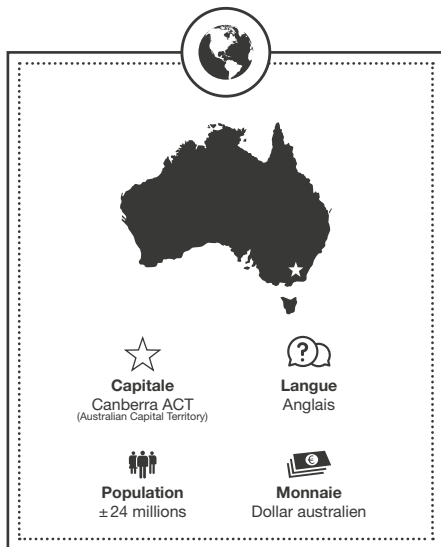 Capitale
Canberra ACT
(Australian Capital Territory)
Langue
Anglais
Population
±24 millions
Monnaie
Dollar australien